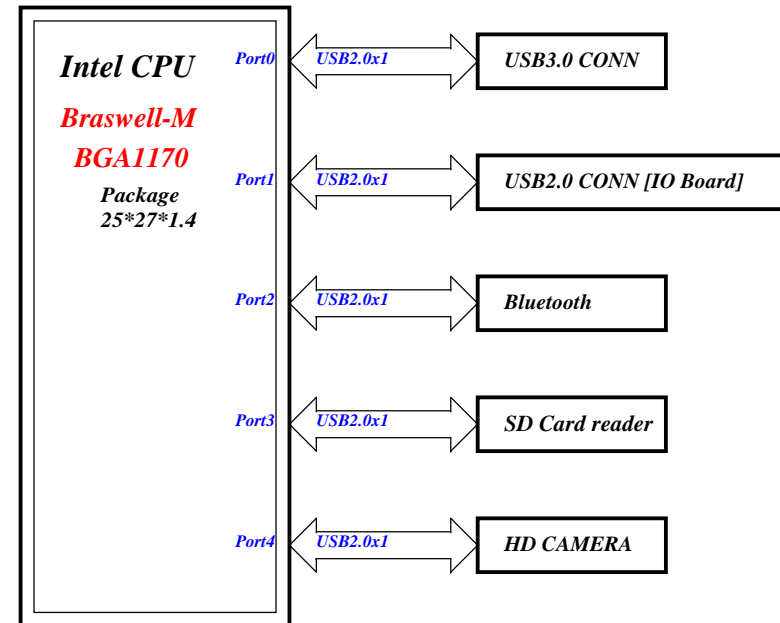 Intel CPU
Braswell-M
BGA1170
Package
25*27*1.4
Port0
USB2.0x1
USB3.0 CONN
Port1
USB2.0x1
USB2.0 CONN [IO Board]
Port2
USB2.0x1
Bluetooth
Port3
USB2.0x1
SD Card reader
Port4
USB2.0x1
HD CAMERA